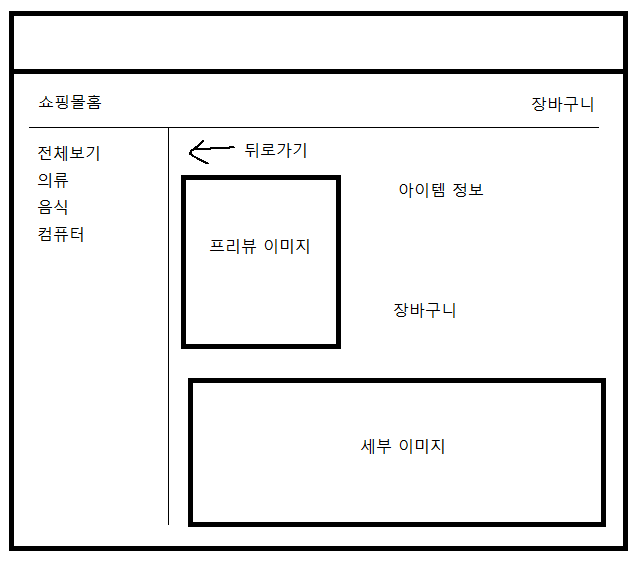 쇼핑몰홈
장바구니
전체보기
의류
음식
컴퓨터
뒤로가기
프리뷰 이미지
아이템 정보
장바구니
세부 이미지